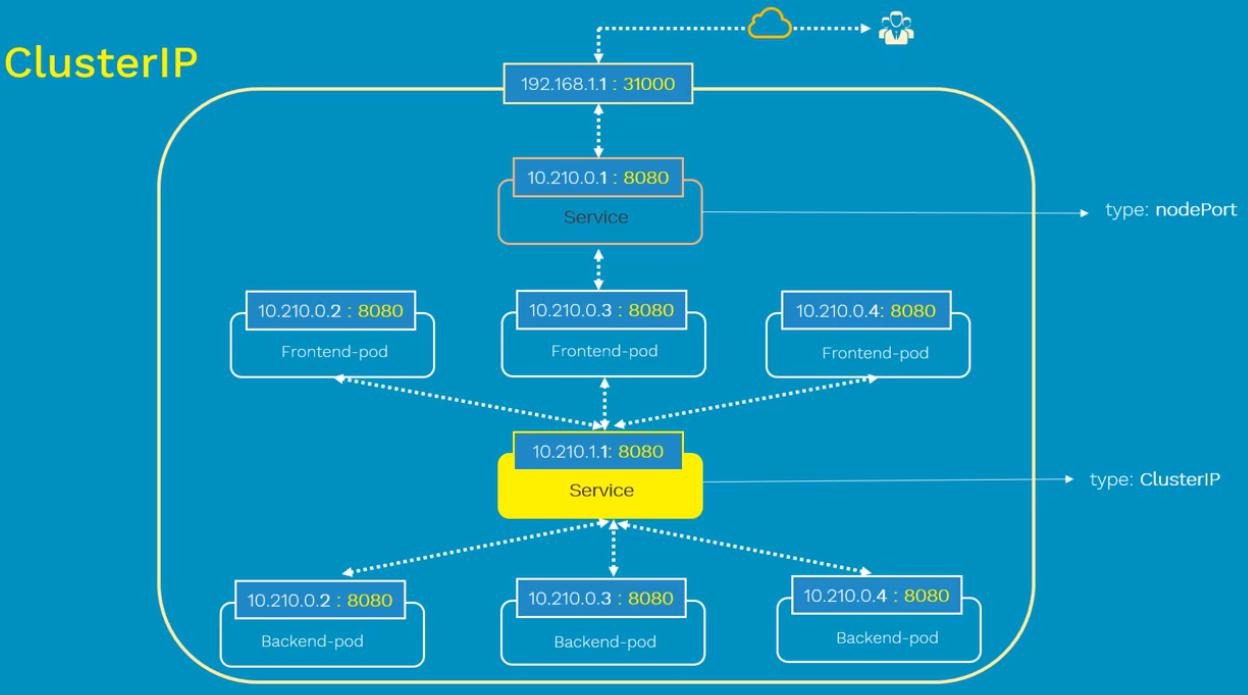 ClusterIP
192.168.1.1 : 31000
10.210.0.1 : 8080
Service
type: nodePort
10.210.0.2 : 8080
10.210.0.3 : 8080
10.210.0.4: 8080
Frontend-pod
Frontend-pod
Frontend-pod
10.210.1.1: 8080
Service
type: ClusterIP
10.210.0.2 : 8080
10.210.0.3 : 8080
10.210.0.4 : 8080
Backend-pod
Backend-pod
Backend-pod